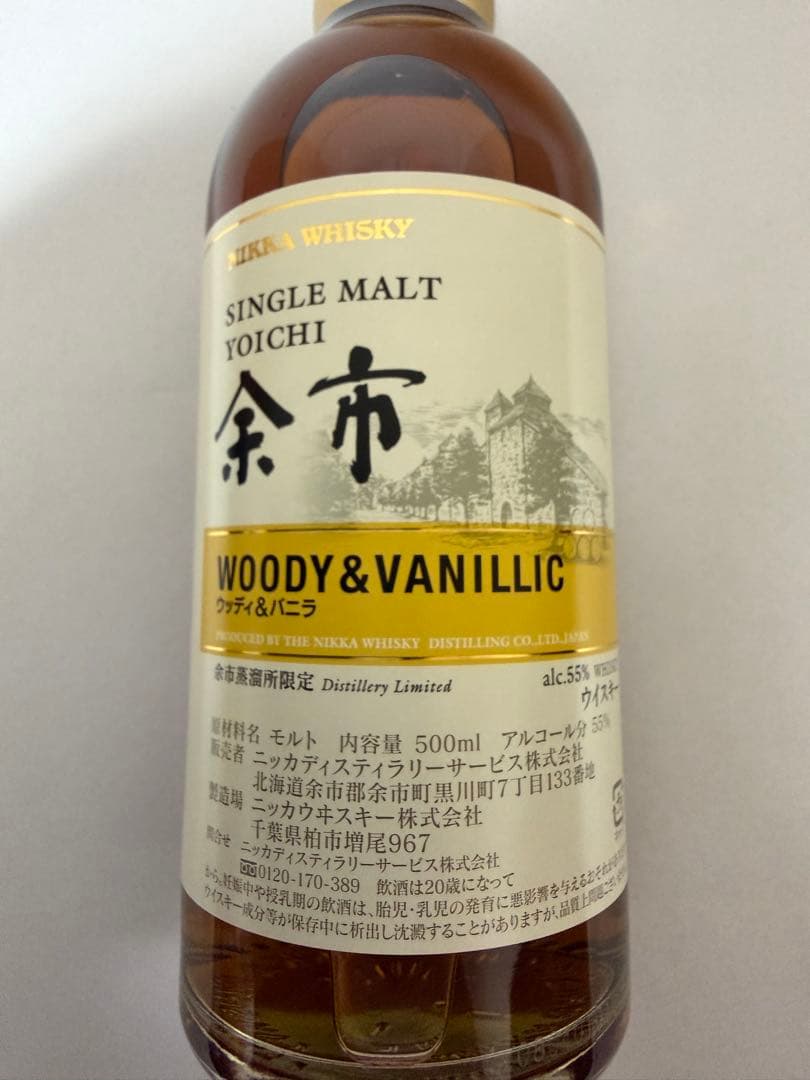 NIKKA WHISKY
SINGLE MALT
YOICHI
余市
WOODY&VANILLIC
ウッディ&バニラ
PRODUCED BY THE NIKKA WHISKY DISTILLING CO.,LTD., JAPAN
余市蒸溜所限定 Distillery Limited
alc.55% WHISKY
ウイスキー
原材料名 モルト 内容量 500ml アルコール分 55%
販売者 ニッカディスティラリーサービス株式会社
北海道余市郡余市町黒川町7丁目133番地
製造場 ニッカウヰスキー株式会社
千葉県柏市増尾967
問合せ ニッカディスティラリーサービス株式会社
0120-170-389 飲酒は20歳になって
から。妊娠中や授乳期の飲酒は、胎児・乳児の発育に悪影響を与えるおそれがあ
ウイスキー成分等が保存中に析出し沈澱することがありますが、品質上問題ござい